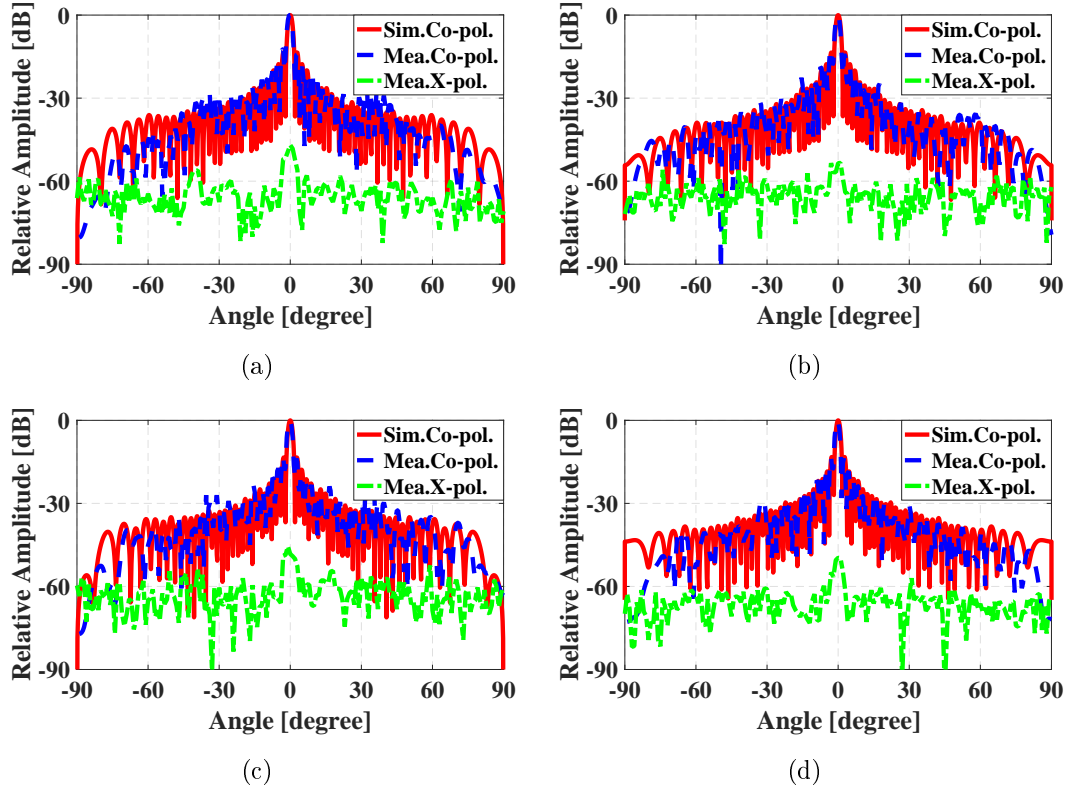 Relative Amplitude [dB]
0
-30
-60
-90
Sim.Co-pol.
Mea.Co-pol.
Mea.X-pol.
-90 -60 -30 0 30 60 90
Angle [degree]
(a)
Relative Amplitude [dB]
0
-30
-60
-90
Sim.Co-pol.
Mea.Co-pol.
Mea.X-pol.
-90 -60 -30 0 30 60 90
Angle [degree]
(b)
Relative Amplitude [dB]
0
-30
-60
-90
Sim.Co-pol.
Mea.Co-pol.
Mea.X-pol.
-90 -60 -30 0 30 60 90
Angle [degree]
(c)
Relative Amplitude [dB]
0
-30
-60
-90
Sim.Co-pol.
Mea.Co-pol.
Mea.X-pol.
-90 -60 -30 0 30 60 90
Angle [degree]
(d)